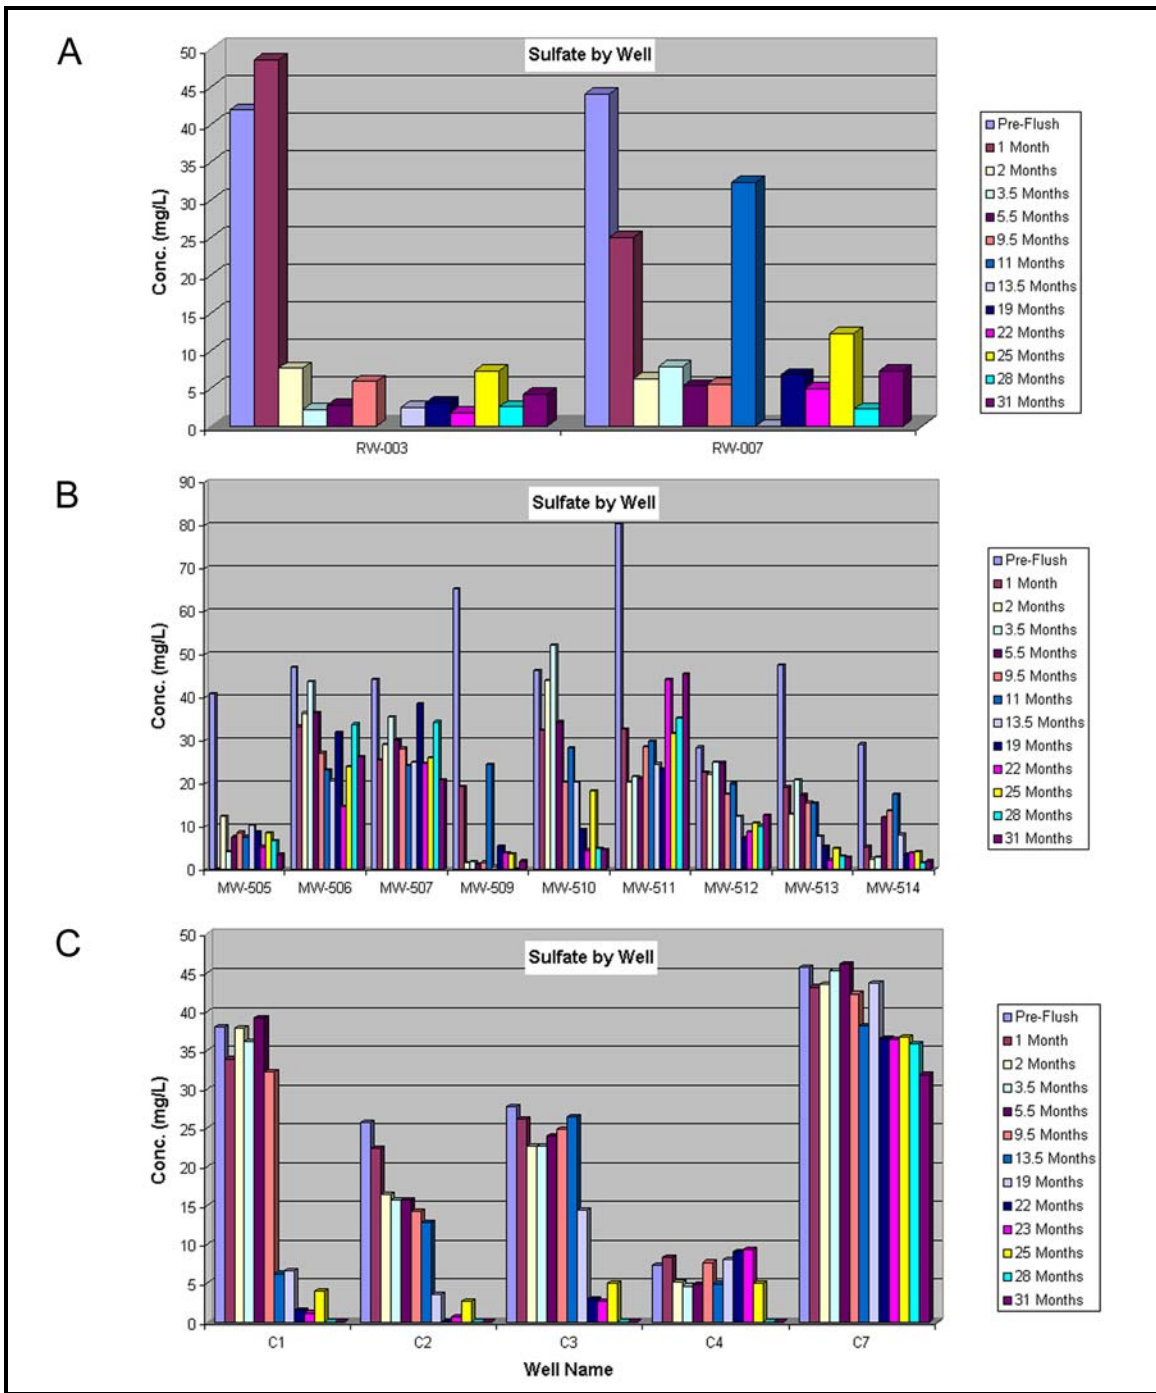 A
Sulfate by Well
Conc. (mg/L)
50
45
40
35
30
25
20
15
10
5
0
RW-003 RW-007
Pre-Flush
1 Month
2 Months
3.5 Months
5.5 Months
9.5 Months
11 Months
13.5 Months
19 Months
22 Months
25 Months
28 Months
31 Months
B
Sulfate by Well
Conc. (mg/L)
90
80
70
60
50
40
30
20
10
0
MW-505 MW-506 MW-507 MW-509 MW-510 MW-511 MW-512 MW-513 MW-514
Pre-Flush
1 Month
2 Months
3.5 Months
5.5 Months
9.5 Months
11 Months
13.5 Months
19 Months
22 Months
25 Months
28 Months
31 Months
C
Sulfate by Well
Conc. (mg/L)
50
45
40
35
30
25
20
15
10
5
0
C1 C2 C3 C4 C7
Well Name
Pre-Flush
1 Month
2 Months
3.5 Months
5.5 Months
9.5 Months
13.5 Months
19 Months
22 Months
23 Months
25 Months
28 Months
31 Months